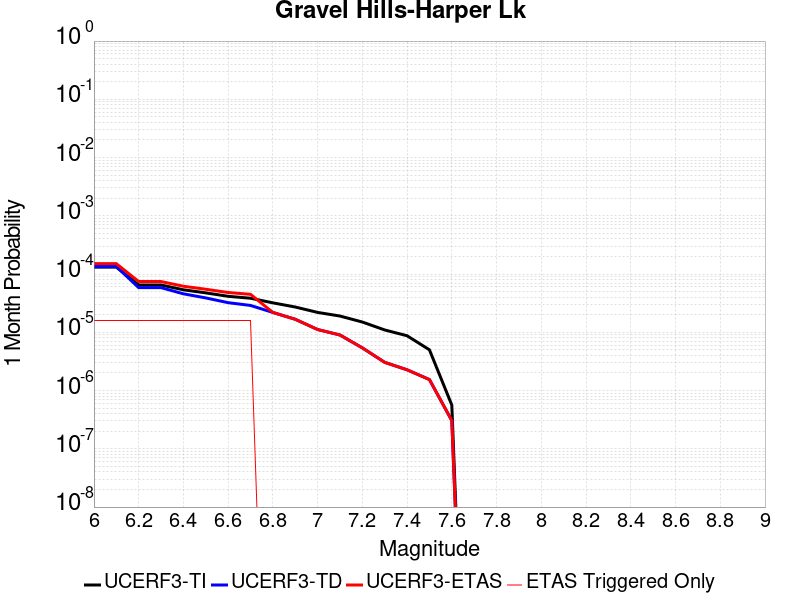 Gravel Hills-Harper Lk
10^0
10^-1
10^-2
10^-3
10^-4
10^-5
10^-6
10^-7
10^-8
1 Month Probability
6 6.2 6.4 6.6 6.8 7 7.2 7.4 7.6 7.8 8 8.2 8.4 8.6 8.8 9
Magnitude
UCERF3-TI UCERF3-TD UCERF3-ETAS ETAS Triggered Only